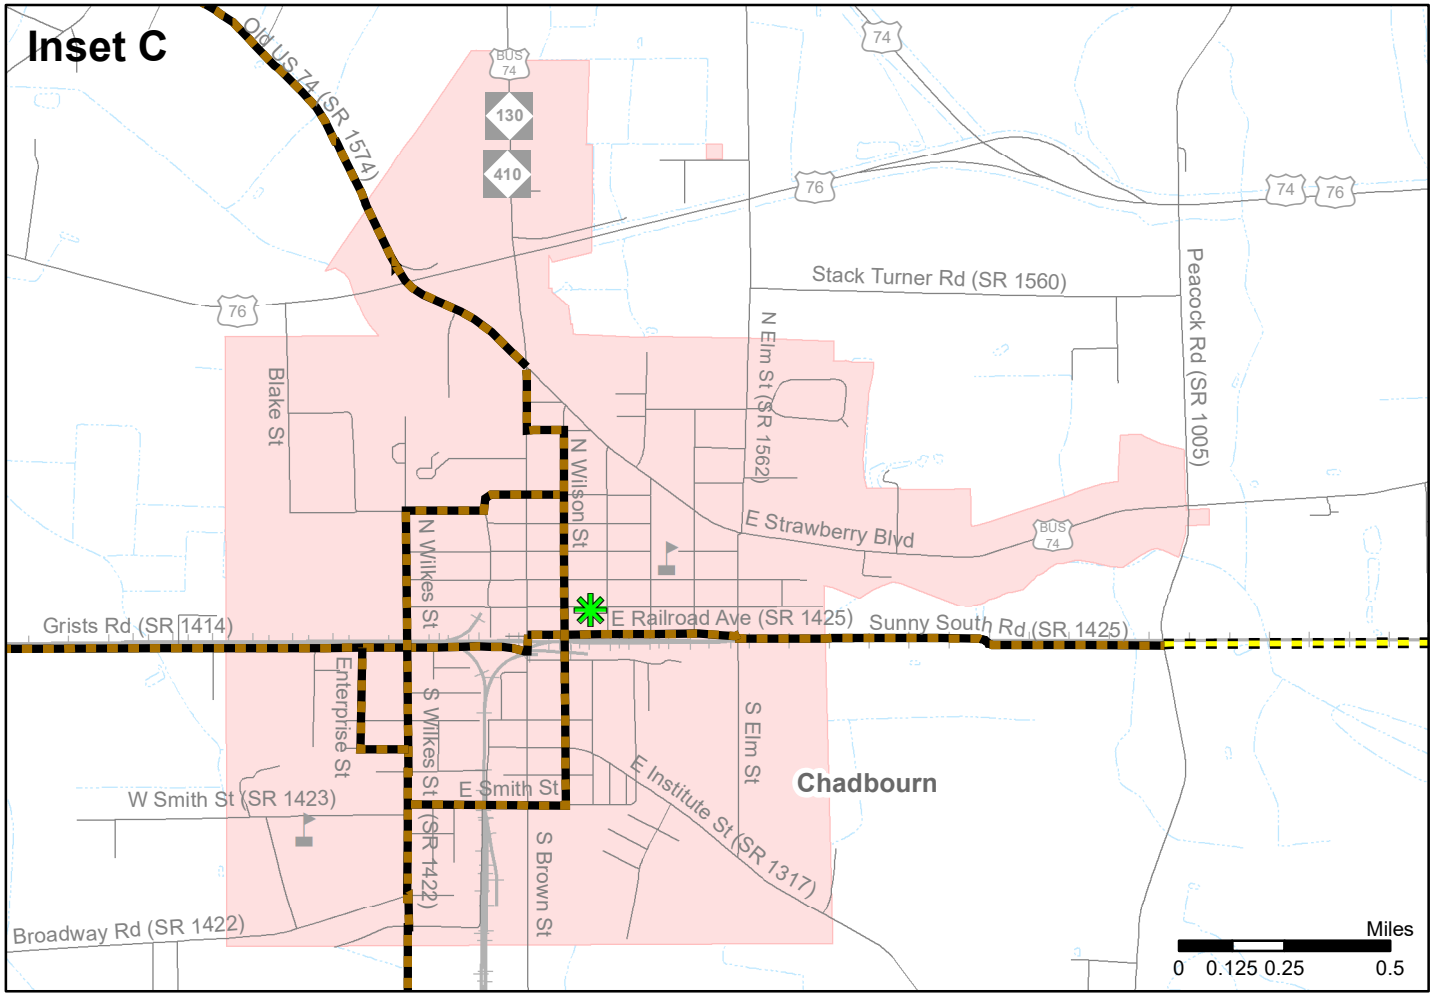 Inset C
Old US 74 (SR 1574)
BUS
74
130
410
74
76
74
76
76
Stack Turner Rd (SR 1560)
Peacock Rd (SR 1005)
N Elm St (SR 1562)
Blake St
N Wilson St
E Strawberry Blvd
BUS
74
N Wilkes St
Grists Rd (SR 1414)
E Railroad Ave (SR 1425)
Sunny South Rd (SR 1425)
Enterprise St
S Wilkes St (SR 1422)
S Elm St
E Institute St (SR 1317)
Chadbourn
E Smith St
W Smith St (SR 1423)
S Brown St
Broadway Rd (SR 1422)
Miles
0 0.125 0.25 0.5